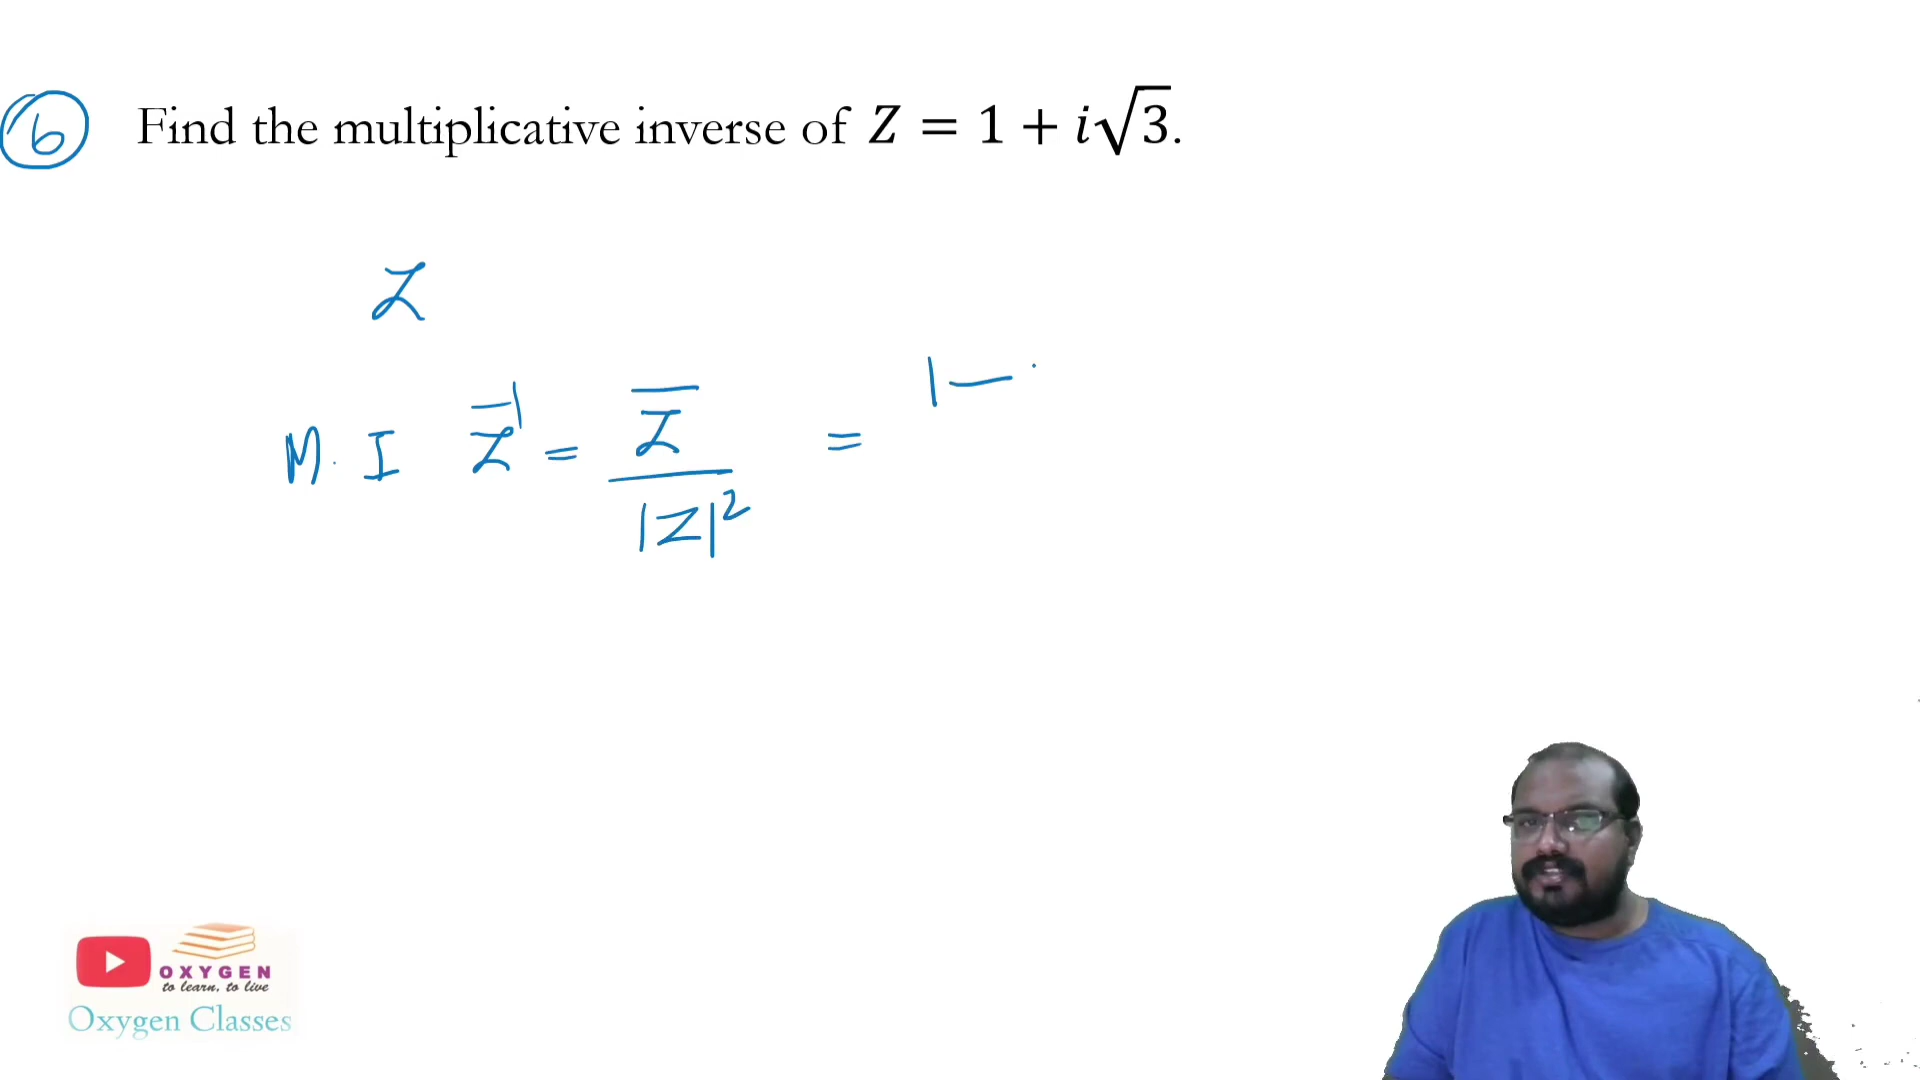 6 Find the multiplicative inverse of Z = 1 + i√3.
Z
M. I Z⁻¹ = Z̅ / |Z|² = 1 —
OXYGEN
to learn, to live
Oxygen Classes